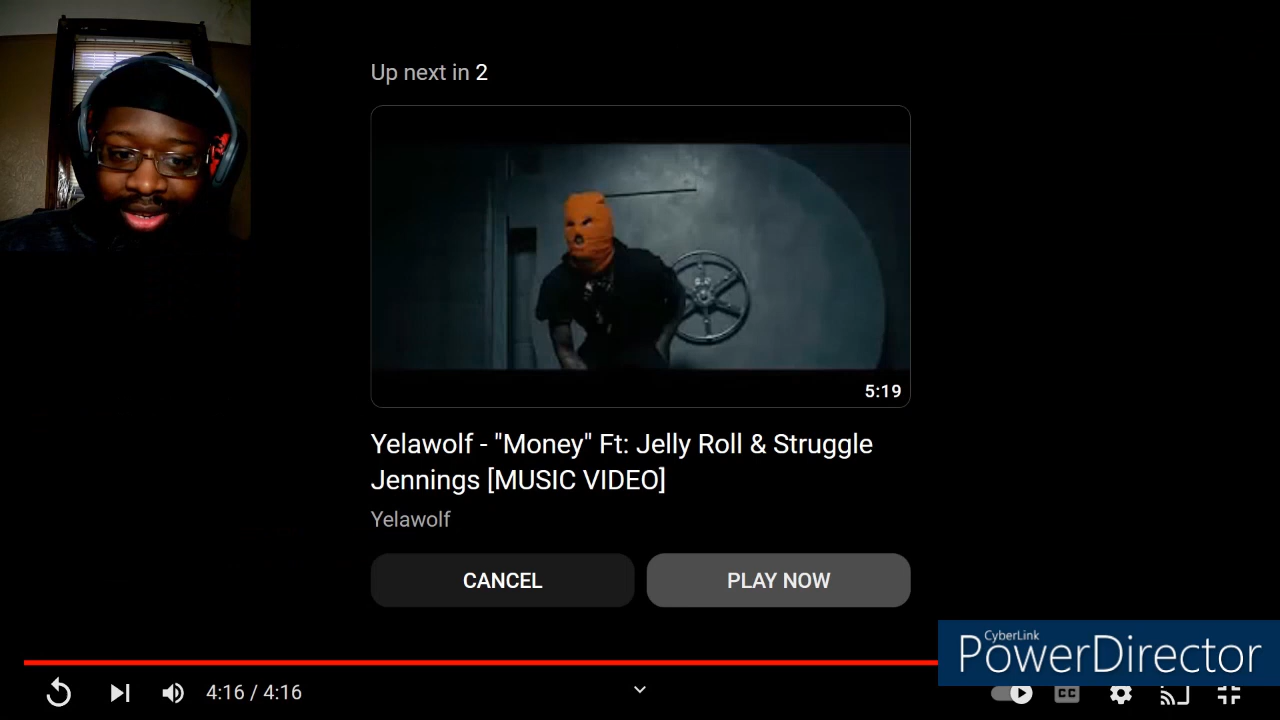 Up next in 2
5:19
Yelawolf - "Money" Ft: Jelly Roll & Struggle
Jennings [MUSIC VIDEO]
Yelawolf
CANCEL
PLAY NOW
CyberLink
PowerDirector
4:16 / 4:16
CC